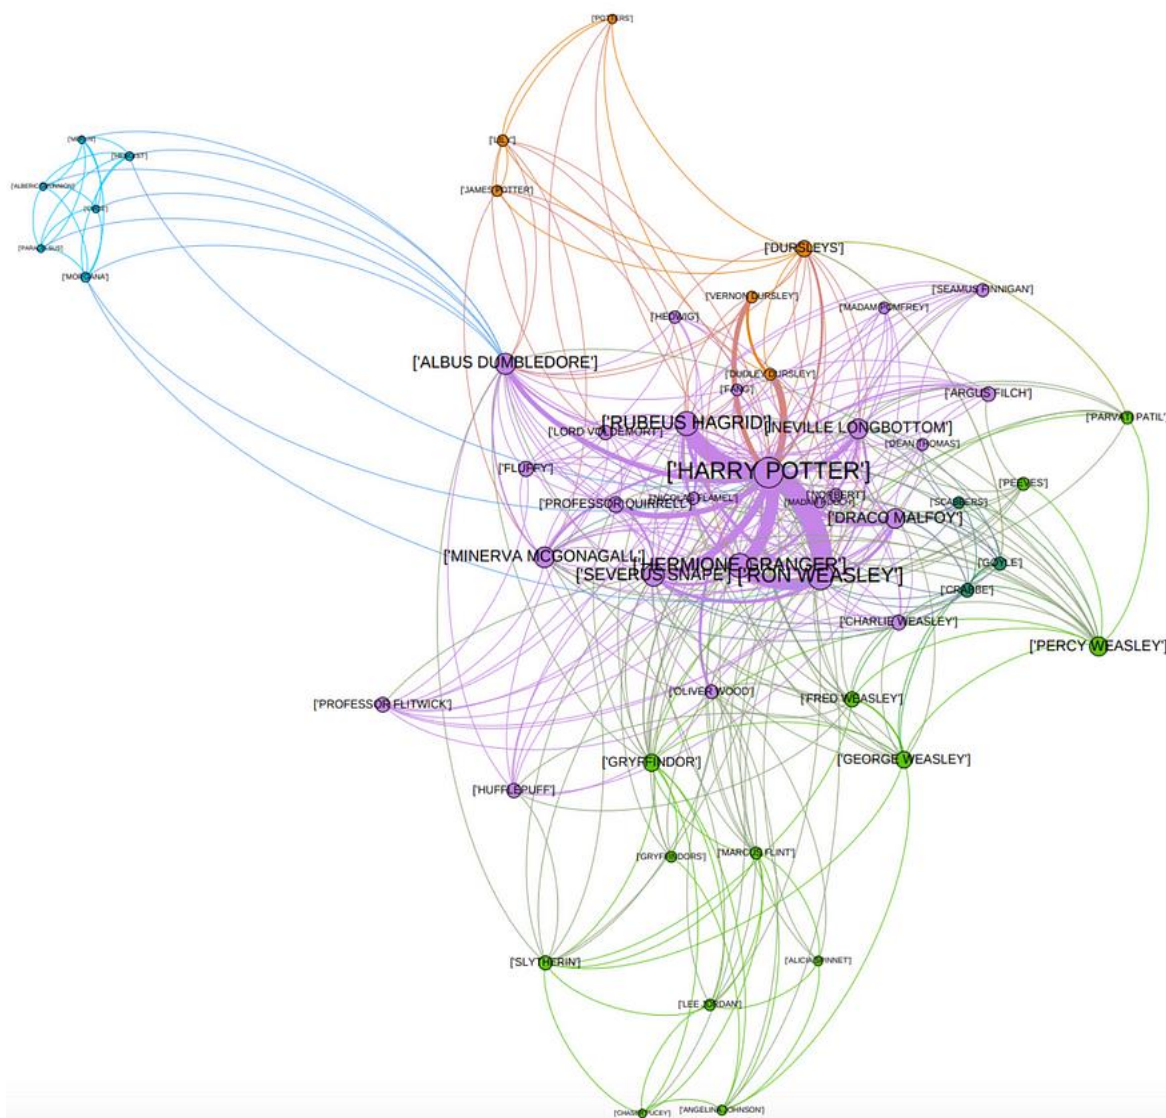 ['POTTERS']
['LILY']
['JAMES POTTER']
['MORGANA']
['DURSLEYS']
['VERNON DURSLEY']
['SEAMUS FINNIGAN']
['MADAM POMFREY']
['HEDWIG']
['ALBUS DUMBLEDORE']
['DUDLEY DURSLEY']
['FANG']
['ARGUS FILCH']
['PARVATI PATIL']
['RUBEUS HAGRID']
['NEVILLE LONGBOTTOM']
['LORD VOLDEMORT']
['DEAN THOMAS']
['FLUFFY']
['HARRY POTTER']
['PEEVES']
['NICOLAS FLAMEL']
['NORBERT']
['PROFESSOR QUIRRELL']
['SCABBERS']
['DRACO MALFOY']
['MINERVA MCGONAGALL']
['HERMIONE GRANGER']
['GOYLE']
['SEVERUS SNAPE']
['RON WEASLEY']
['CRABBE']
['CHARLIE WEASLEY']
['PERCY WEASLEY']
['OLIVER WOOD']
['FRED WEASLEY']
['PROFESSOR FLITWICK']
['GRYFFINDOR']
['GEORGE WEASLEY']
['HUFFLEPUFF']
['GRYFFINDORS']
['MARCUS FLINT']
['SLYTHERIN']
['ALICIA SPINNET']
['LEE JORDAN']
['CHASER PUCEY']
['ANGELINA JOHNSON']